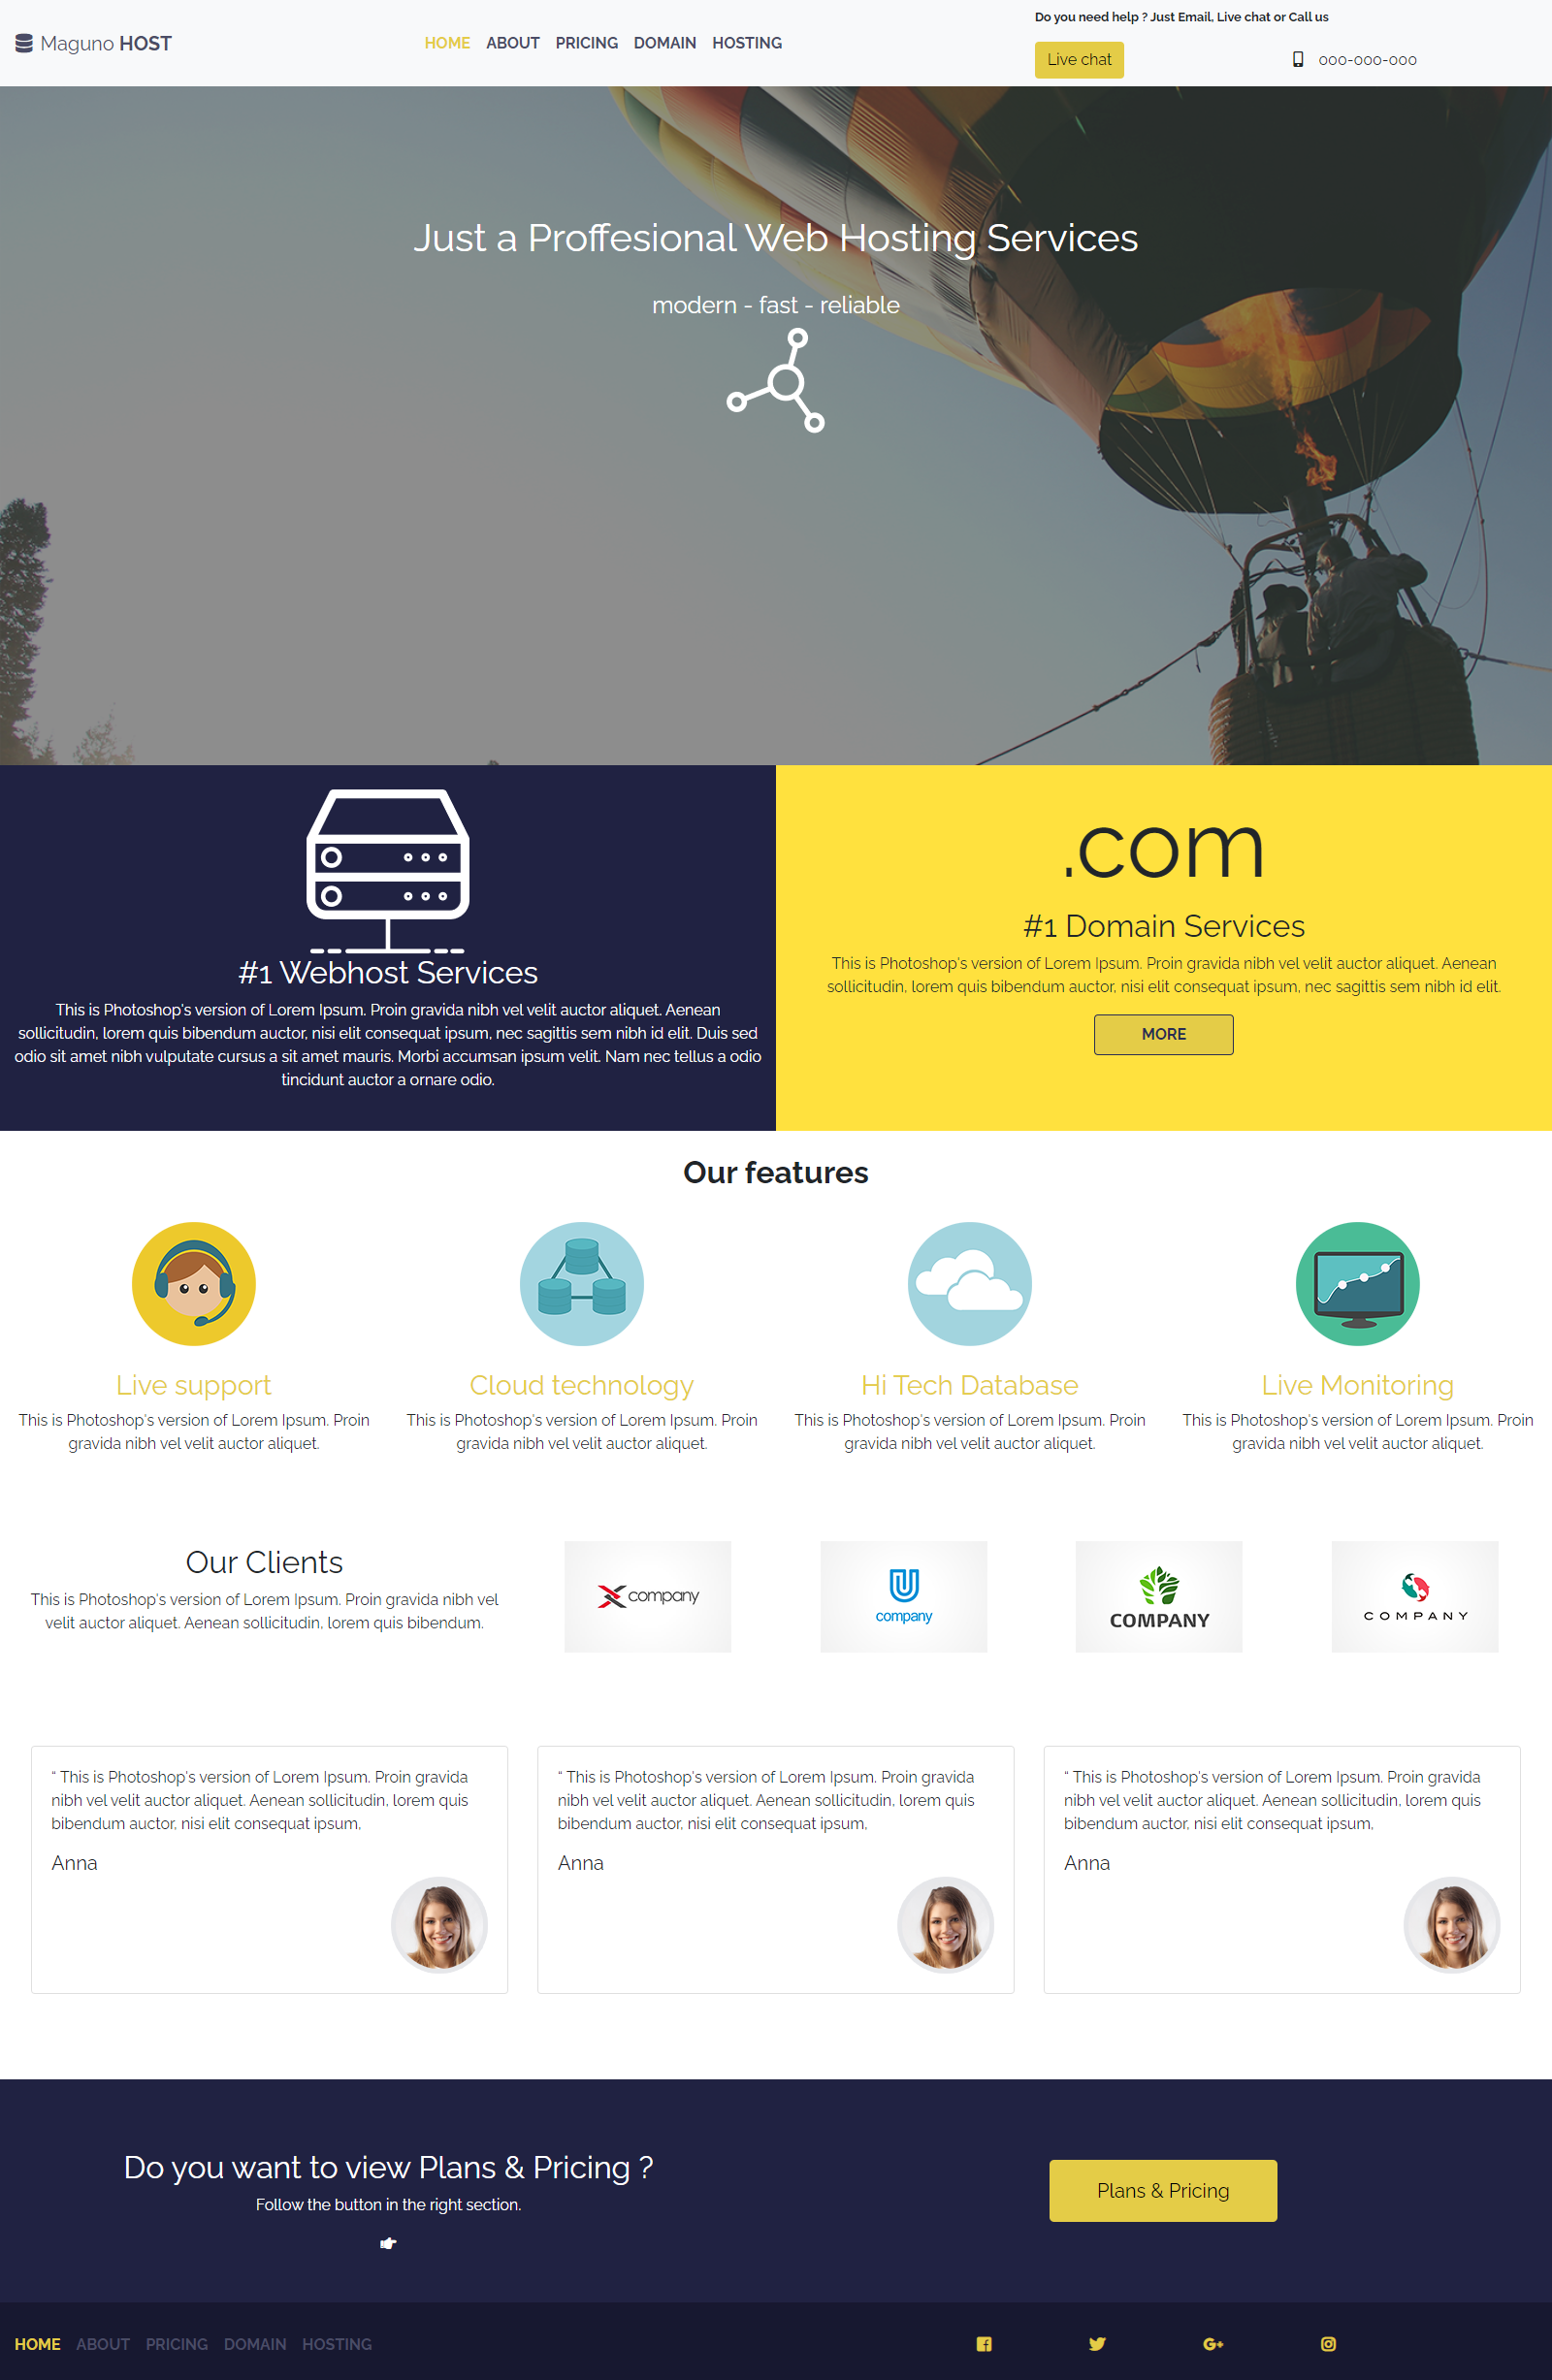 Maguno HOST
HOME ABOUT PRICING DOMAIN HOSTING
Do you need help ? Just Email, Live chat or Call us
Live chat
000-000-000
Just a Proffesional Web Hosting Services
modern - fast - reliable
#1 Webhost Services
This is Photoshop's version of Lorem Ipsum. Proin gravida nibh vel velit auctor aliquet. Aenean
sollicitudin, lorem quis bibendum auctor, nisi elit consequat ipsum, nec sagittis sem nibh id elit. Duis sed
odio sit amet nibh vulputate cursus a sit amet mauris. Morbi accumsan ipsum velit. Nam nec tellus a odio
tincidunt auctor a ornare odio.
.com
#1 Domain Services
This is Photoshop's version of Lorem Ipsum. Proin gravida nibh vel velit auctor aliquet. Aenean
sollicitudin, lorem quis bibendum auctor, nisi elit consequat ipsum, nec sagittis sem nibh id elit.
MORE
Our features
Live support
This is Photoshop's version of Lorem Ipsum. Proin
gravida nibh vel velit auctor aliquet.
Cloud technology
This is Photoshop's version of Lorem Ipsum. Proin
gravida nibh vel velit auctor aliquet.
Hi Tech Database
This is Photoshop's version of Lorem Ipsum. Proin
gravida nibh vel velit auctor aliquet.
Live Monitoring
This is Photoshop's version of Lorem Ipsum. Proin
gravida nibh vel velit auctor aliquet.
Our Clients
This is Photoshop's version of Lorem Ipsum. Proin gravida nibh vel
velit auctor aliquet. Aenean sollicitudin, lorem quis bibendum.
company
company
COMPANY
COMPANY
“ This is Photoshop's version of Lorem Ipsum. Proin gravida
nibh vel velit auctor aliquet. Aenean sollicitudin, lorem quis
bibendum auctor, nisi elit consequat ipsum,
Anna
“ This is Photoshop's version of Lorem Ipsum. Proin gravida
nibh vel velit auctor aliquet. Aenean sollicitudin, lorem quis
bibendum auctor, nisi elit consequat ipsum,
Anna
“ This is Photoshop's version of Lorem Ipsum. Proin gravida
nibh vel velit auctor aliquet. Aenean sollicitudin, lorem quis
bibendum auctor, nisi elit consequat ipsum,
Anna
Do you want to view Plans & Pricing ?
Follow the button in the right section.
Plans & Pricing
HOME ABOUT PRICING DOMAIN HOSTING